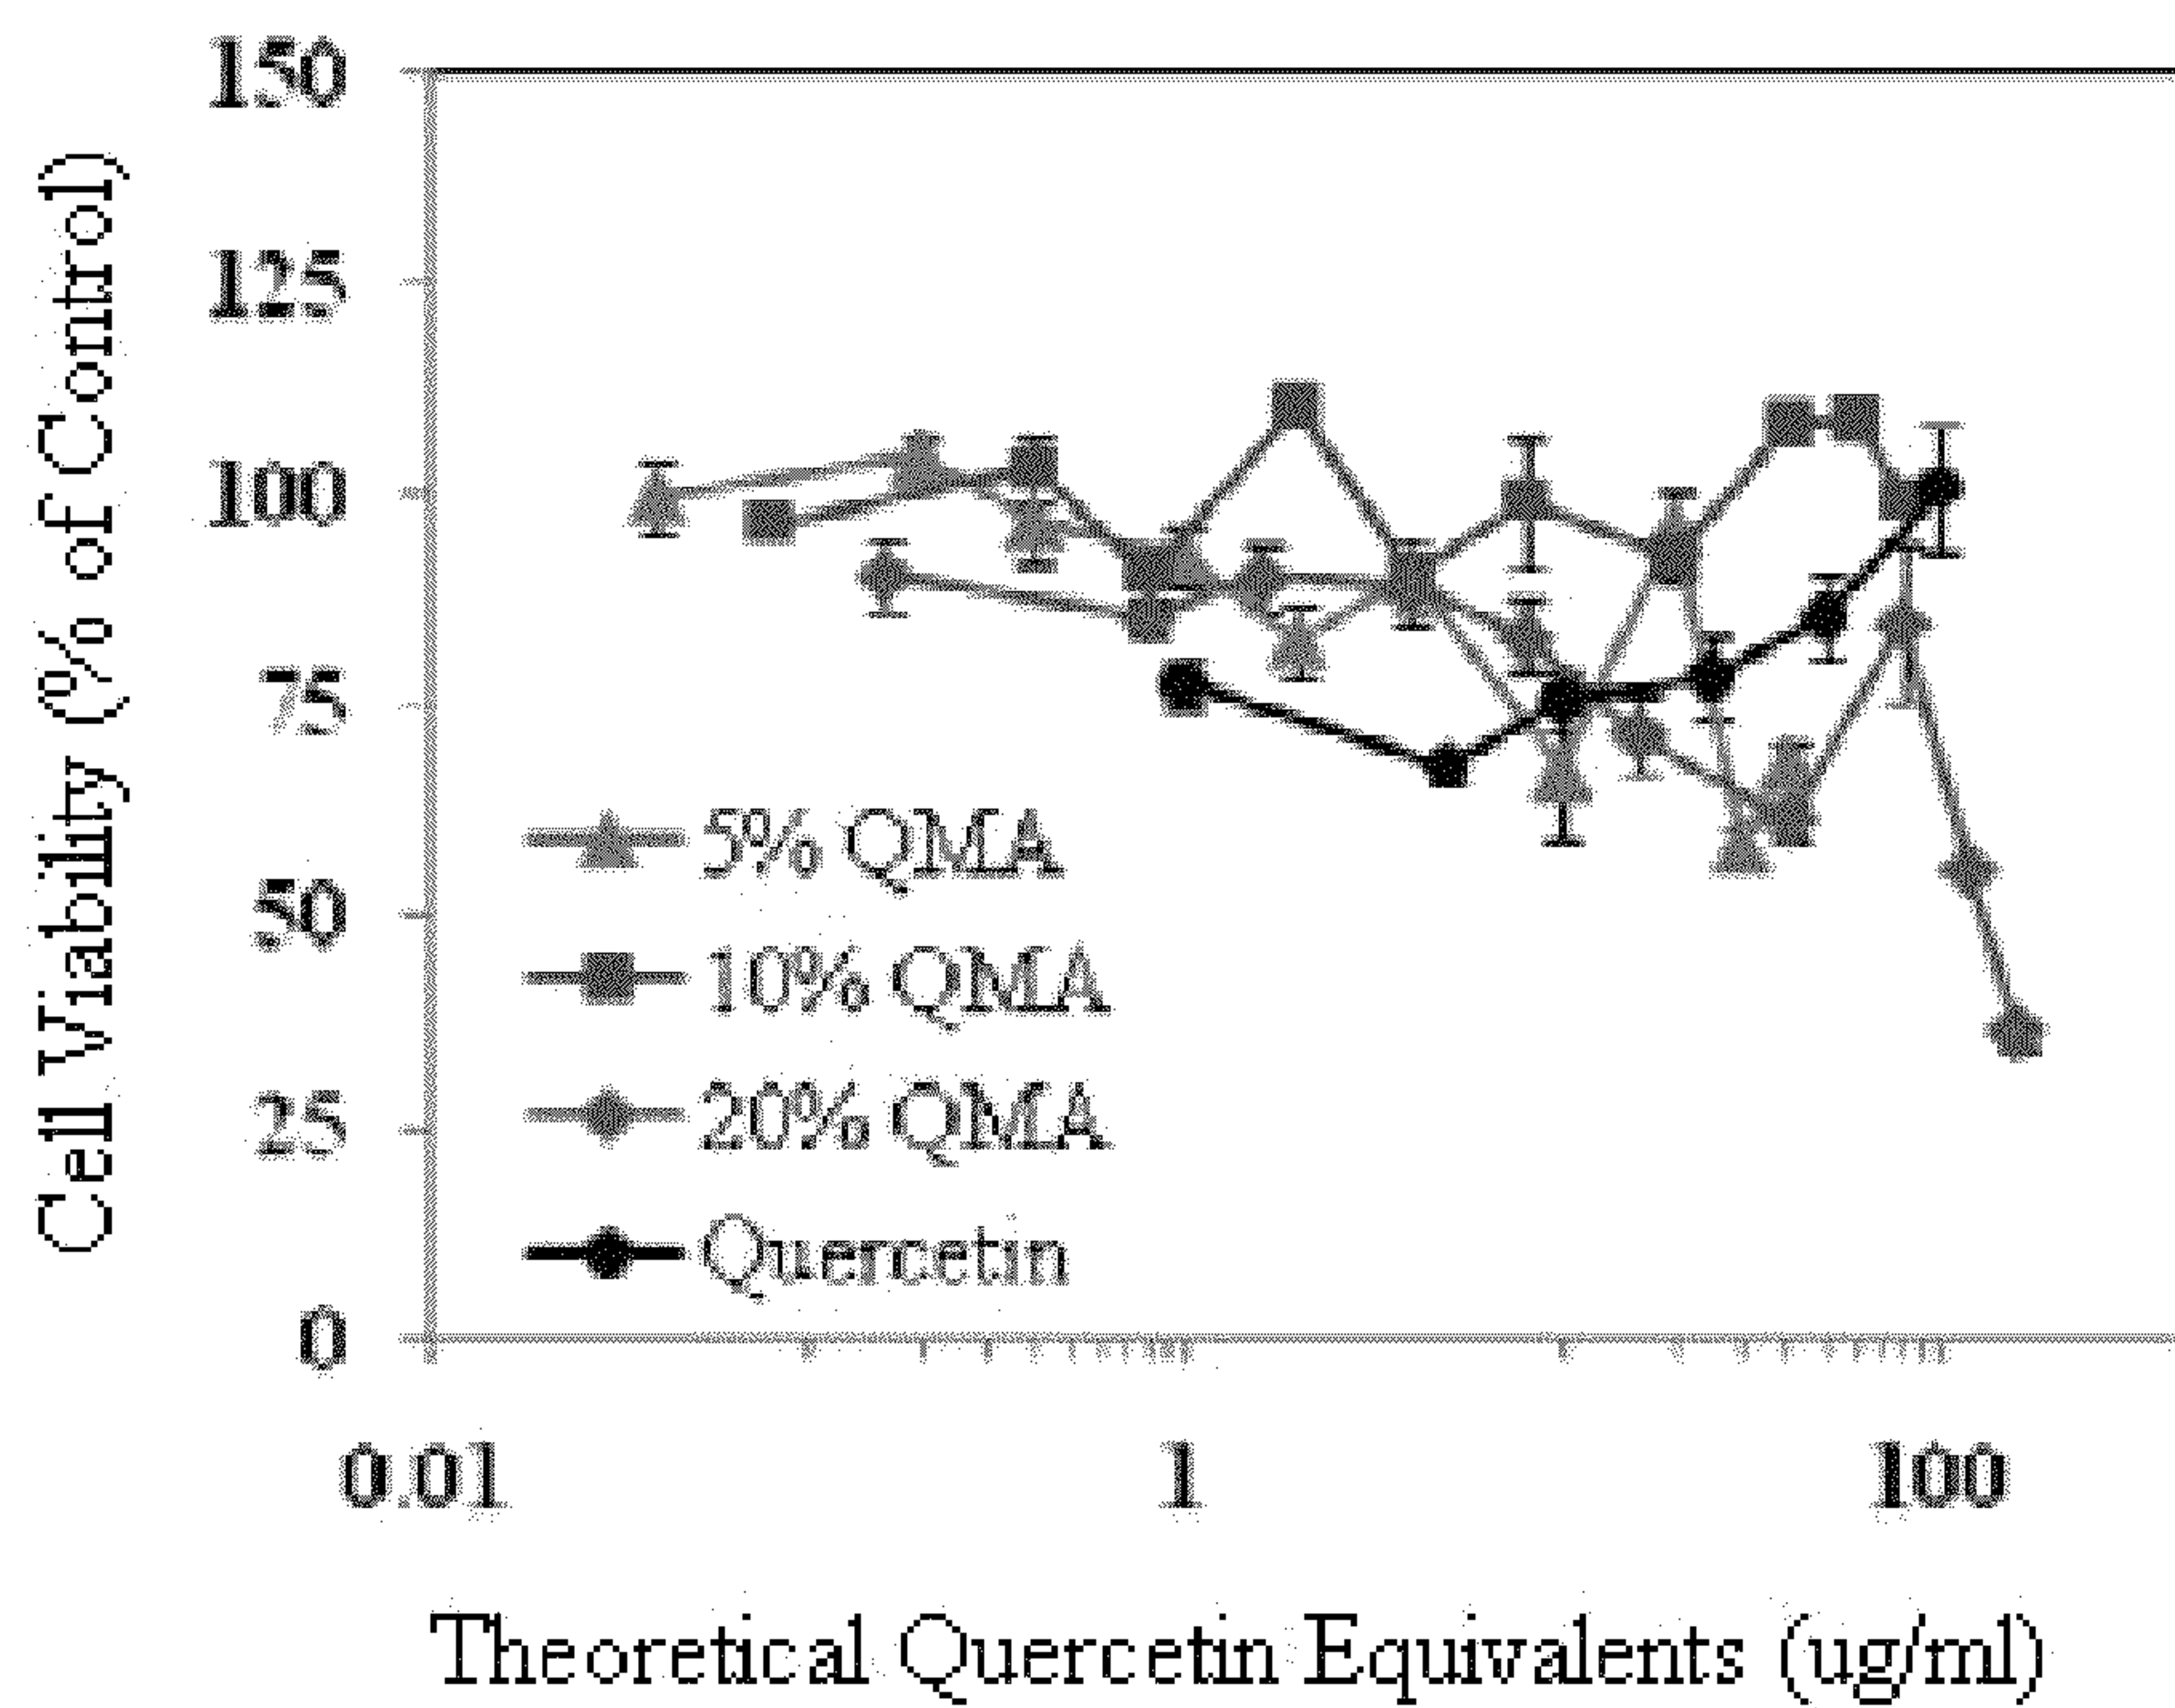 150
125
100
75
50
25
0
Cell Viability (% of Control)
5% QMA
10% QMA
20% QMA
Quercetin
0.01 1 100
Theoretical Quercetin Equivalents (ug/ml)